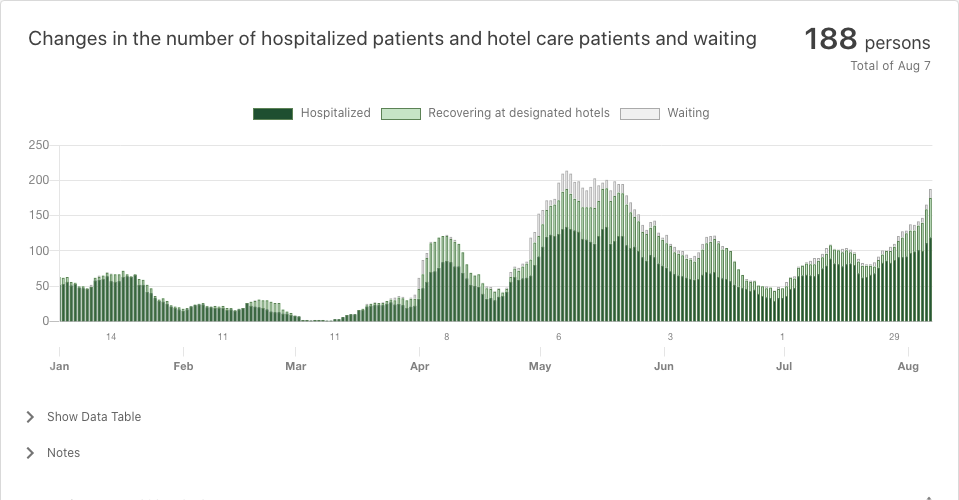 Changes in the number of hospitalized patients and hotel care patients and waiting
188 persons
Total of Aug 7
Hospitalized Recovering at designated hotels Waiting
250
200
150
100
50
0
14 11 11 8 6 3 1 29
Jan Feb Mar Apr May Jun Jul Aug
Show Data Table
Notes